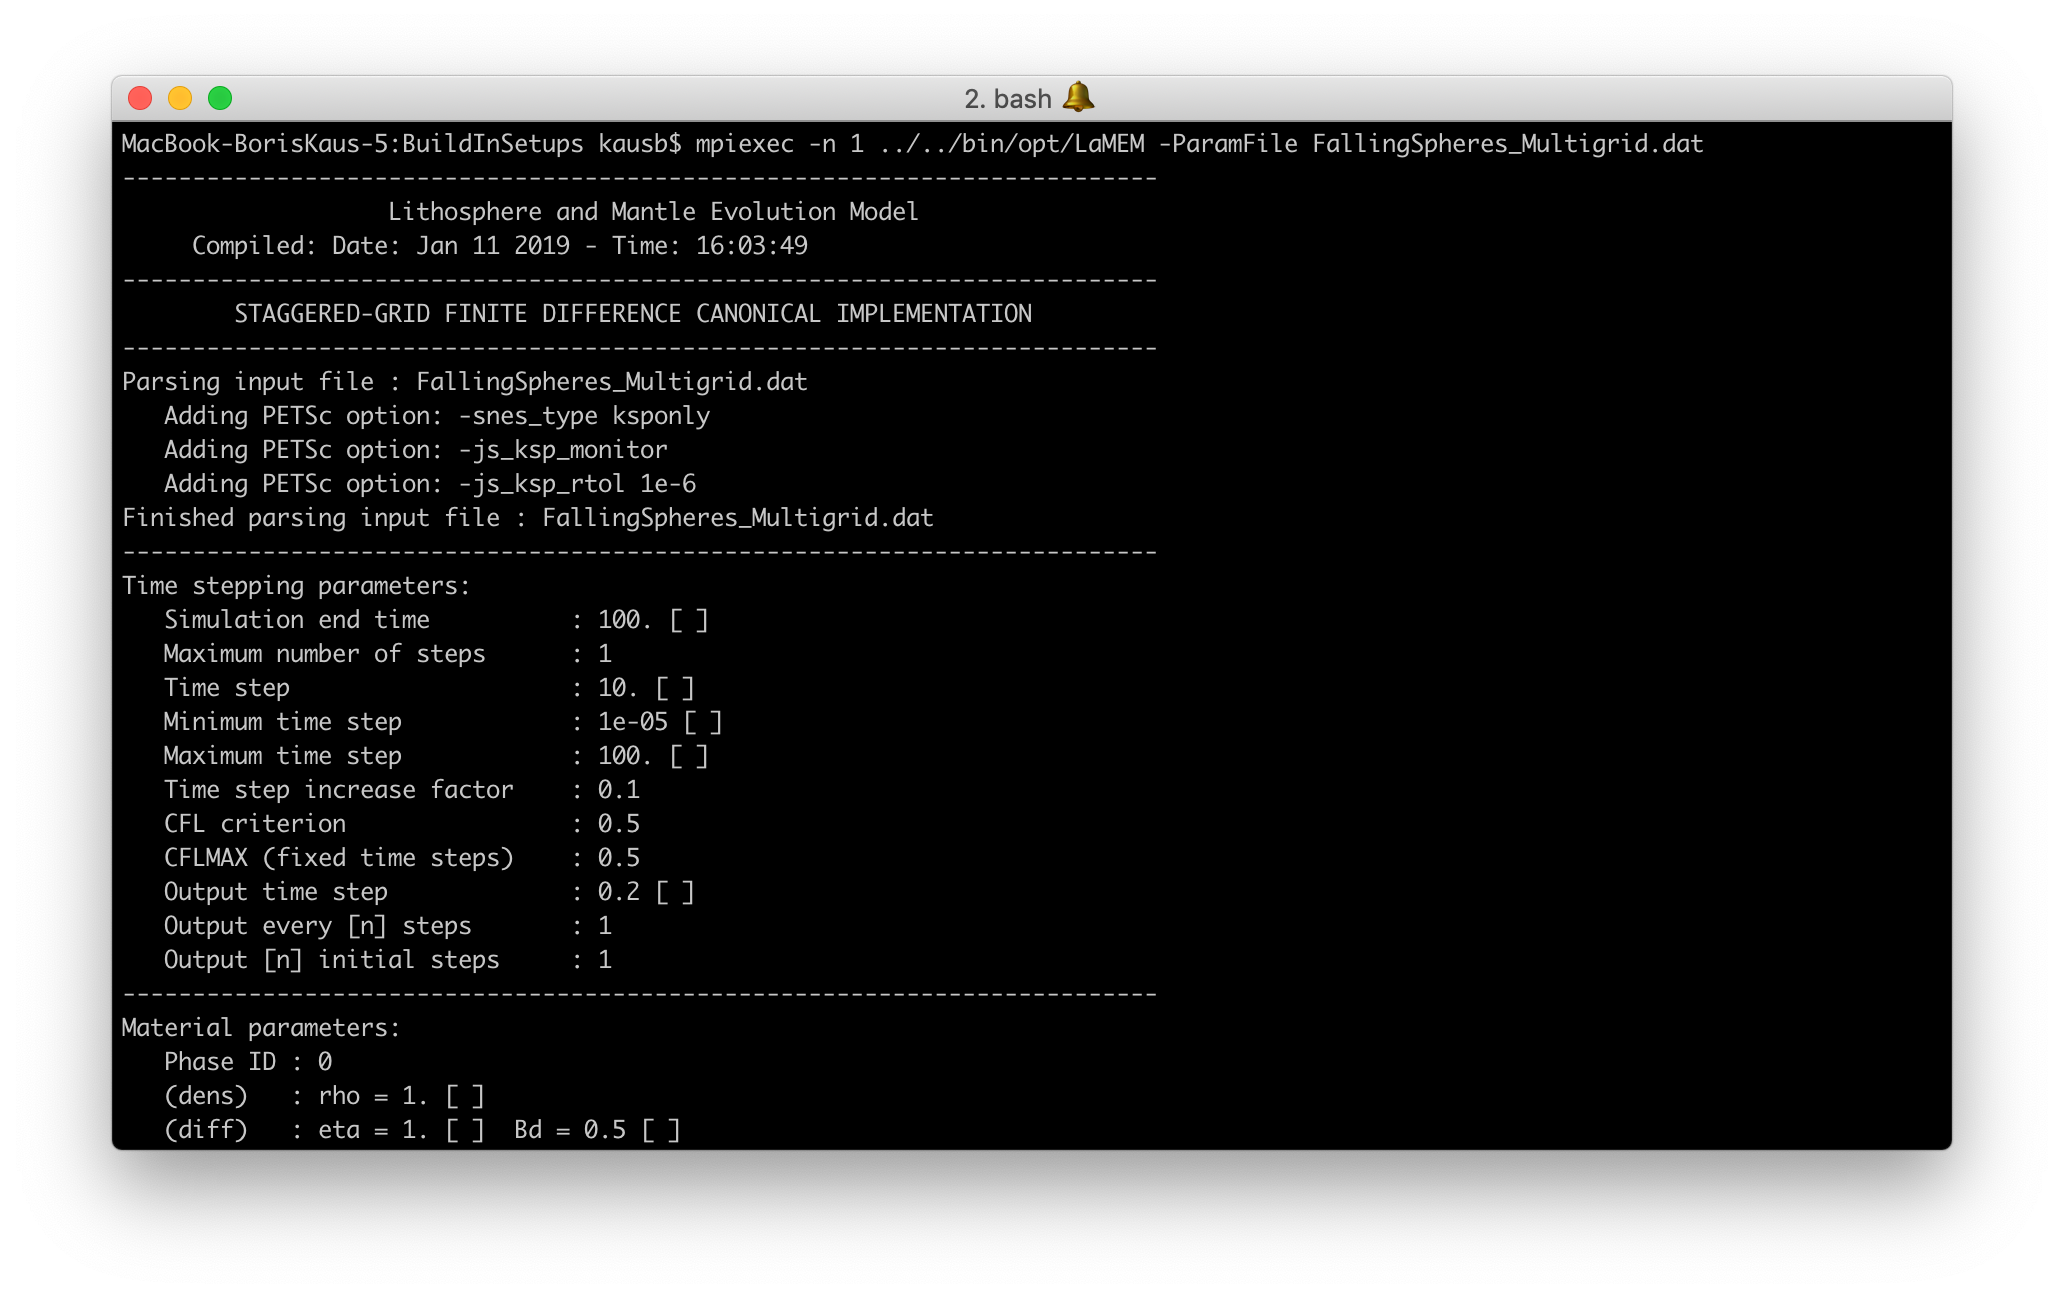 2. bash
MacBook-BorisKaus-5:BuildInSetups kausb$ mpiexec -n 1 ../../bin/opt/LaMEM -ParamFile FallingSpheres_Multigrid.dat
--------------------------------------------------------------------------
                   Lithosphere and Mantle Evolution Model
     Compiled: Date: Jan 11 2019 - Time: 16:03:49
--------------------------------------------------------------------------
        STAGGERED-GRID FINITE DIFFERENCE CANONICAL IMPLEMENTATION
--------------------------------------------------------------------------
Parsing input file : FallingSpheres_Multigrid.dat
   Adding PETSc option: -snes_type ksponly
   Adding PETSc option: -js_ksp_monitor
   Adding PETSc option: -js_ksp_rtol 1e-6
Finished parsing input file : FallingSpheres_Multigrid.dat
--------------------------------------------------------------------------
Time stepping parameters:
   Simulation end time          : 100. [ ]
   Maximum number of steps      : 1
   Time step                    : 10. [ ]
   Minimum time step            : 1e-05 [ ]
   Maximum time step            : 100. [ ]
   Time step increase factor    : 0.1
   CFL criterion                : 0.5
   CFLMAX (fixed time steps)    : 0.5
   Output time step             : 0.2 [ ]
   Output every [n] steps       : 1
   Output [n] initial steps     : 1
--------------------------------------------------------------------------
Material parameters:
   Phase ID : 0
   (dens)   : rho = 1. [ ]
   (diff)   : eta = 1. [ ]  Bd = 0.5 [ ]